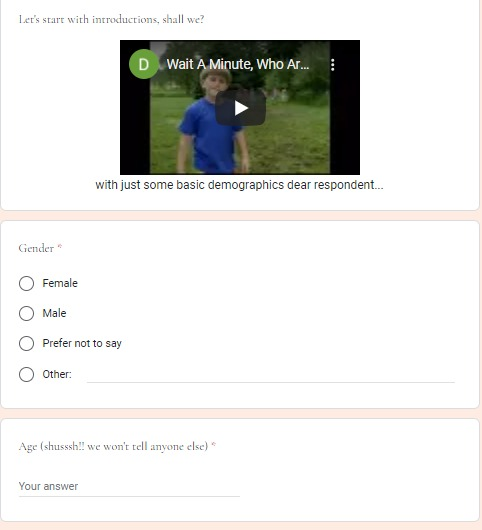 Let's start with introductions, shall we?
D Wait A Minute, Who Ar...
with just some basic demographics dear respondent...
Gender *
Female
Male
Prefer not to say
Other:
Age (shusssh!! we won't tell anyone else) *
Your answer